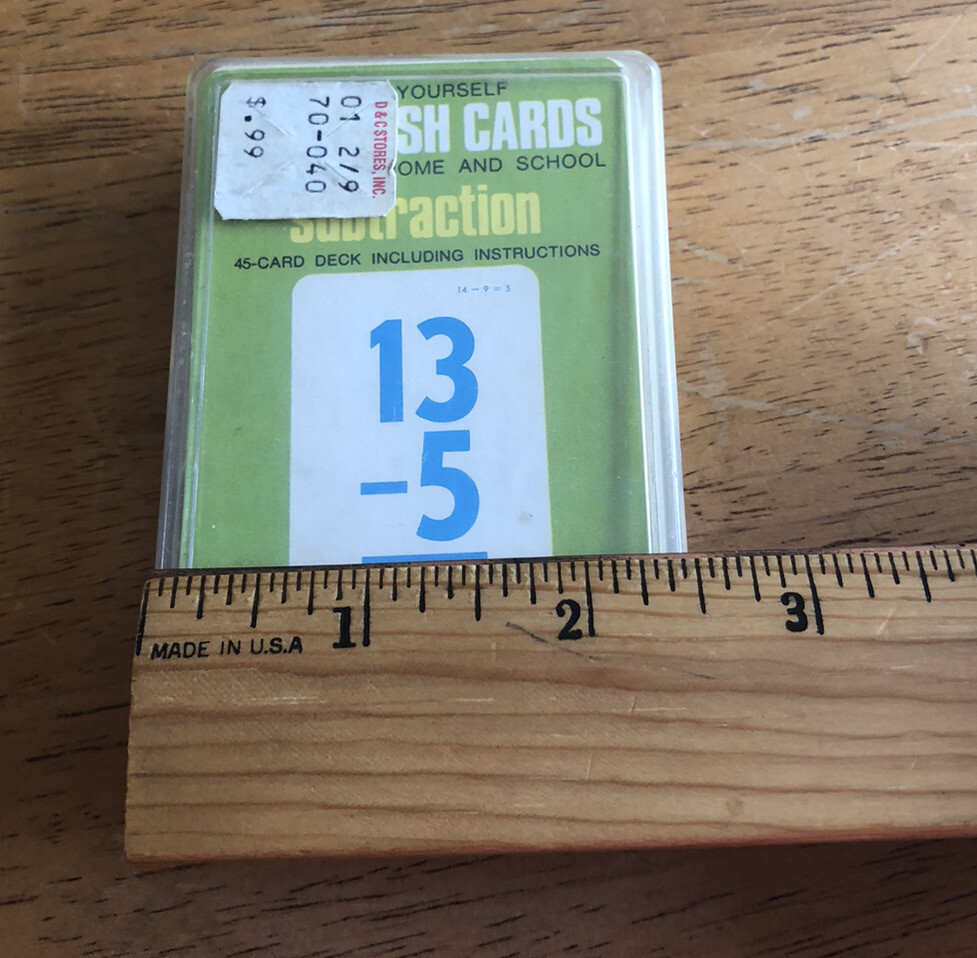 YOURSELF
SH CARDS
OME AND SCHOOL
subtraction
45-CARD DECK INCLUDING INSTRUCTIONS
D & C STORES, INC.
01 2/9
70-040
$.99
14 - 9 = 5
13
-5
1 2 3
MADE IN U.S.A